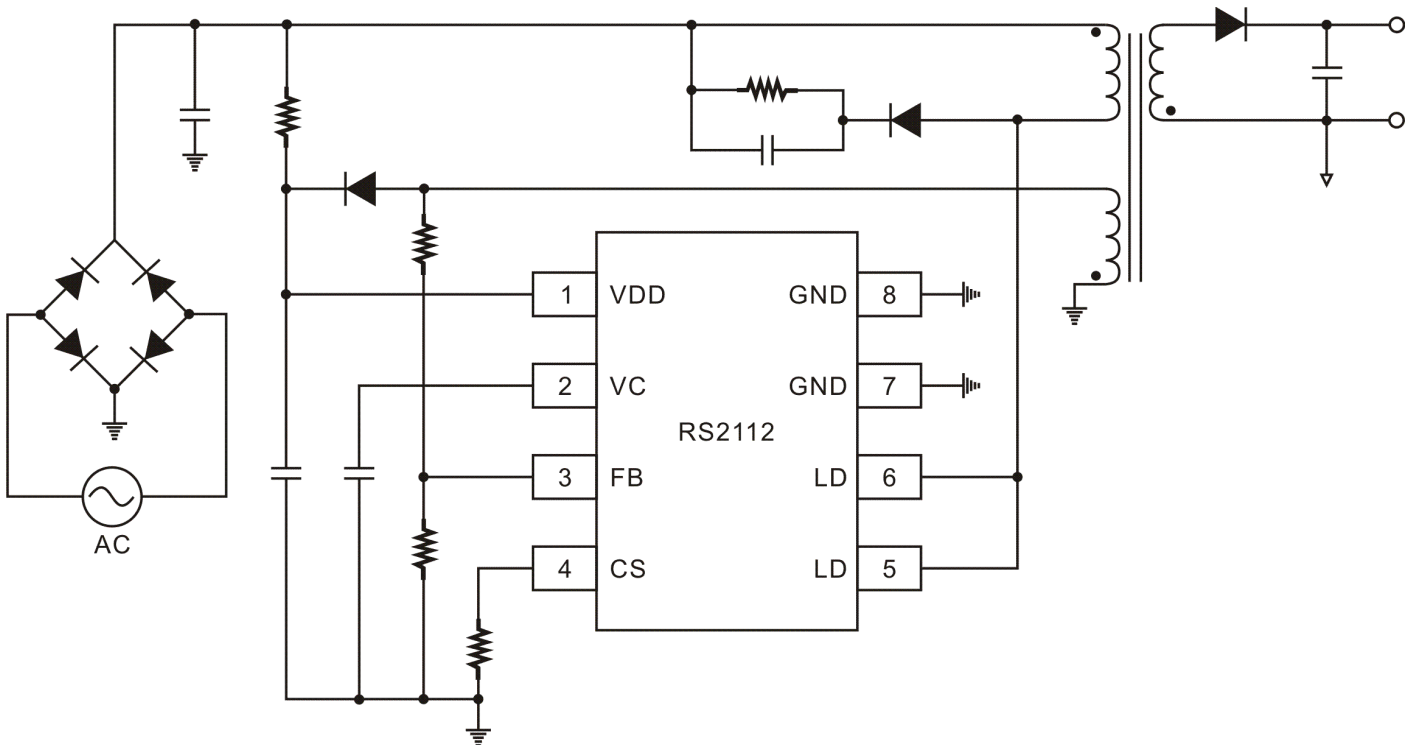 1 VDD GND 8
2 VC GND 7
RS2112
3 FB LD 6
4 CS LD 5
AC